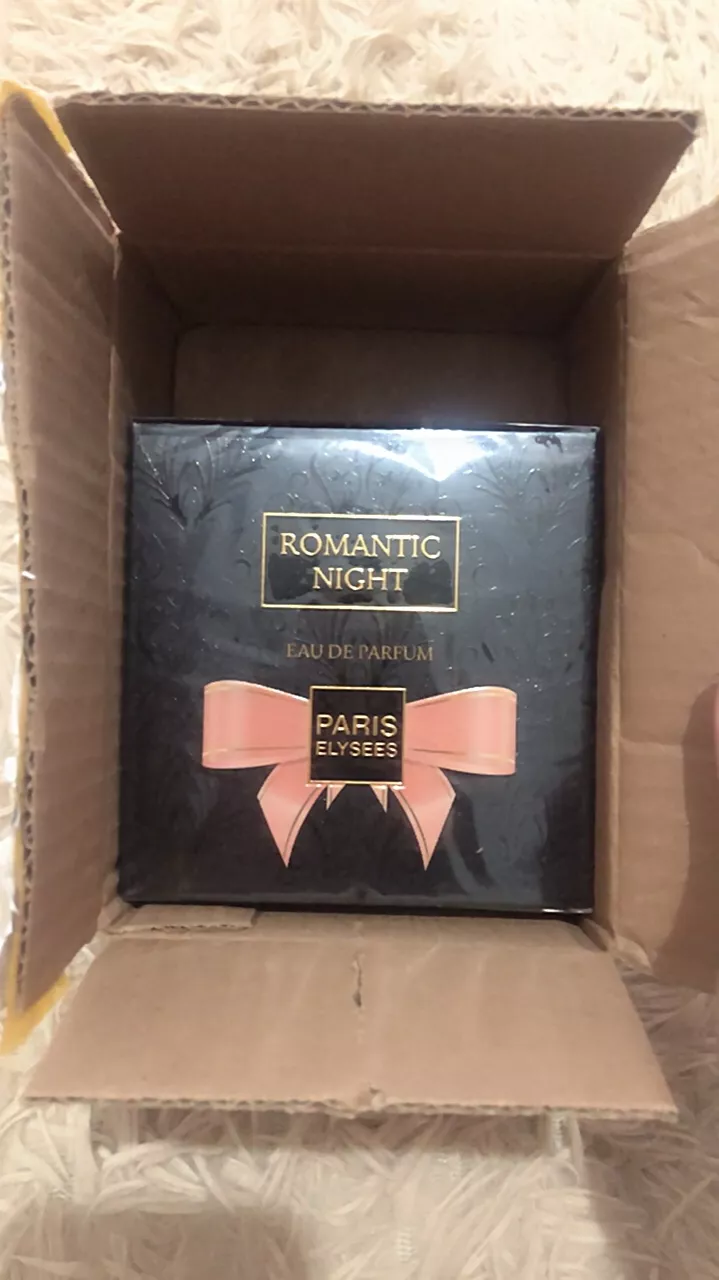 ROMANTIC
NIGHT
EAU DE PARFUM
PARIS
ELYSEES